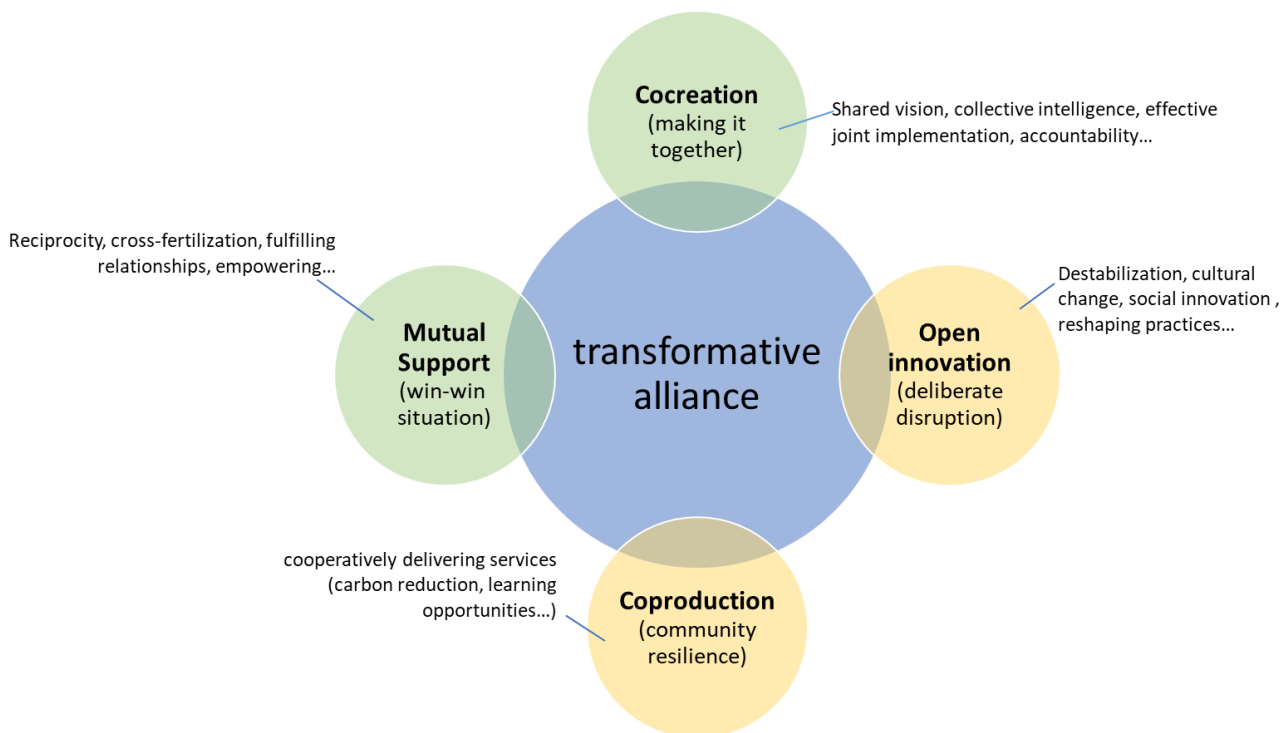 Cocreation
(making it
together)
Shared vision, collective intelligence, effective
joint implementation, accountability...
Reciprocity, cross-fertilization, fulfilling
relationships, empowering...
Mutual
Support
(win-win
situation)
transformative
alliance
Open
innovation
(deliberate
disruption)
Destabilization, cultural
change, social innovation ,
reshaping practices...
cooperatively delivering services
(carbon reduction, learning
opportunities...)
Coproduction
(community
resilience)